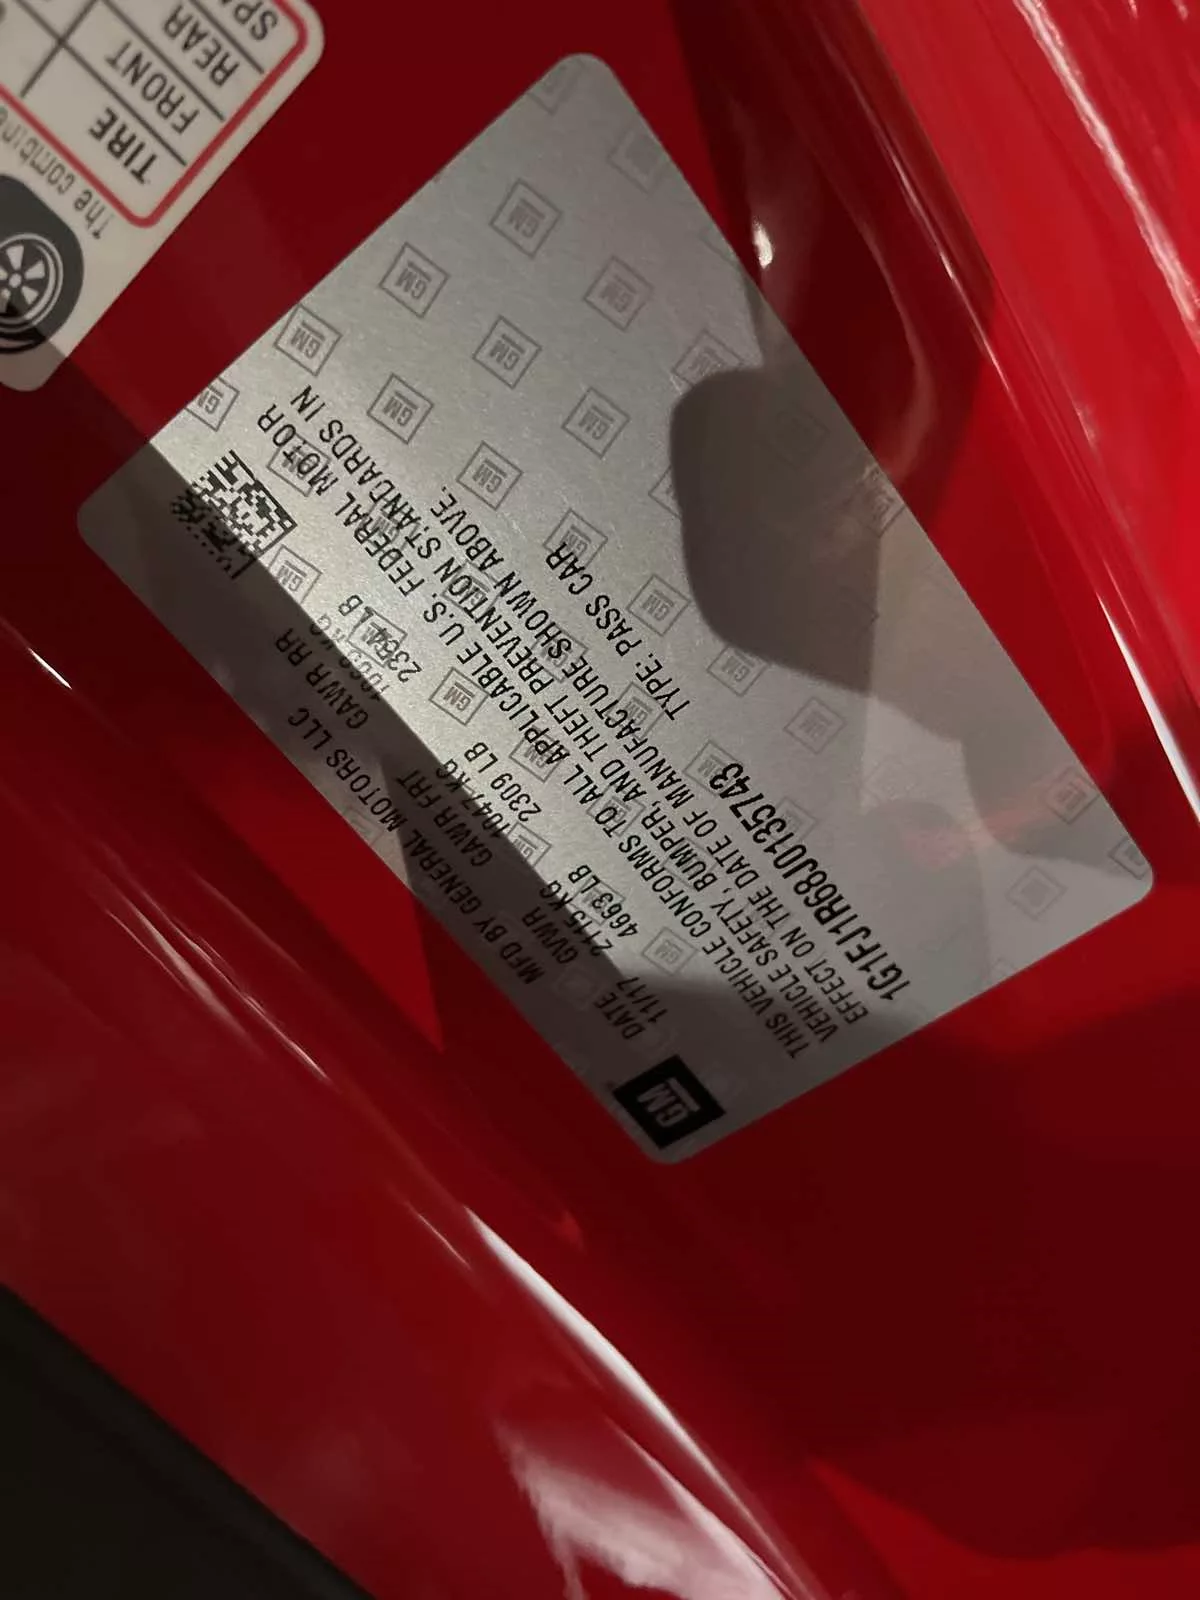 MFD BY GENERAL MOTORS LLC
DATE GVWR GAWR FRT GAWR RR
11/17 2115 KG 1047 KG
4663 LB 2309 LB 2354 LB
GM
THIS VEHICLE CONFORMS TO ALL APPLICABLE U.S. FEDERAL MOTOR
VEHICLE SAFETY, BUMPER, AND THEFT PREVENTION STANDARDS IN
EFFECT ON THE DATE OF MANUFACTURE SHOWN ABOVE.
1G1FJ1R68J0135743 TYPE: PASS CAR
The
TIRE
FRONT
REAR